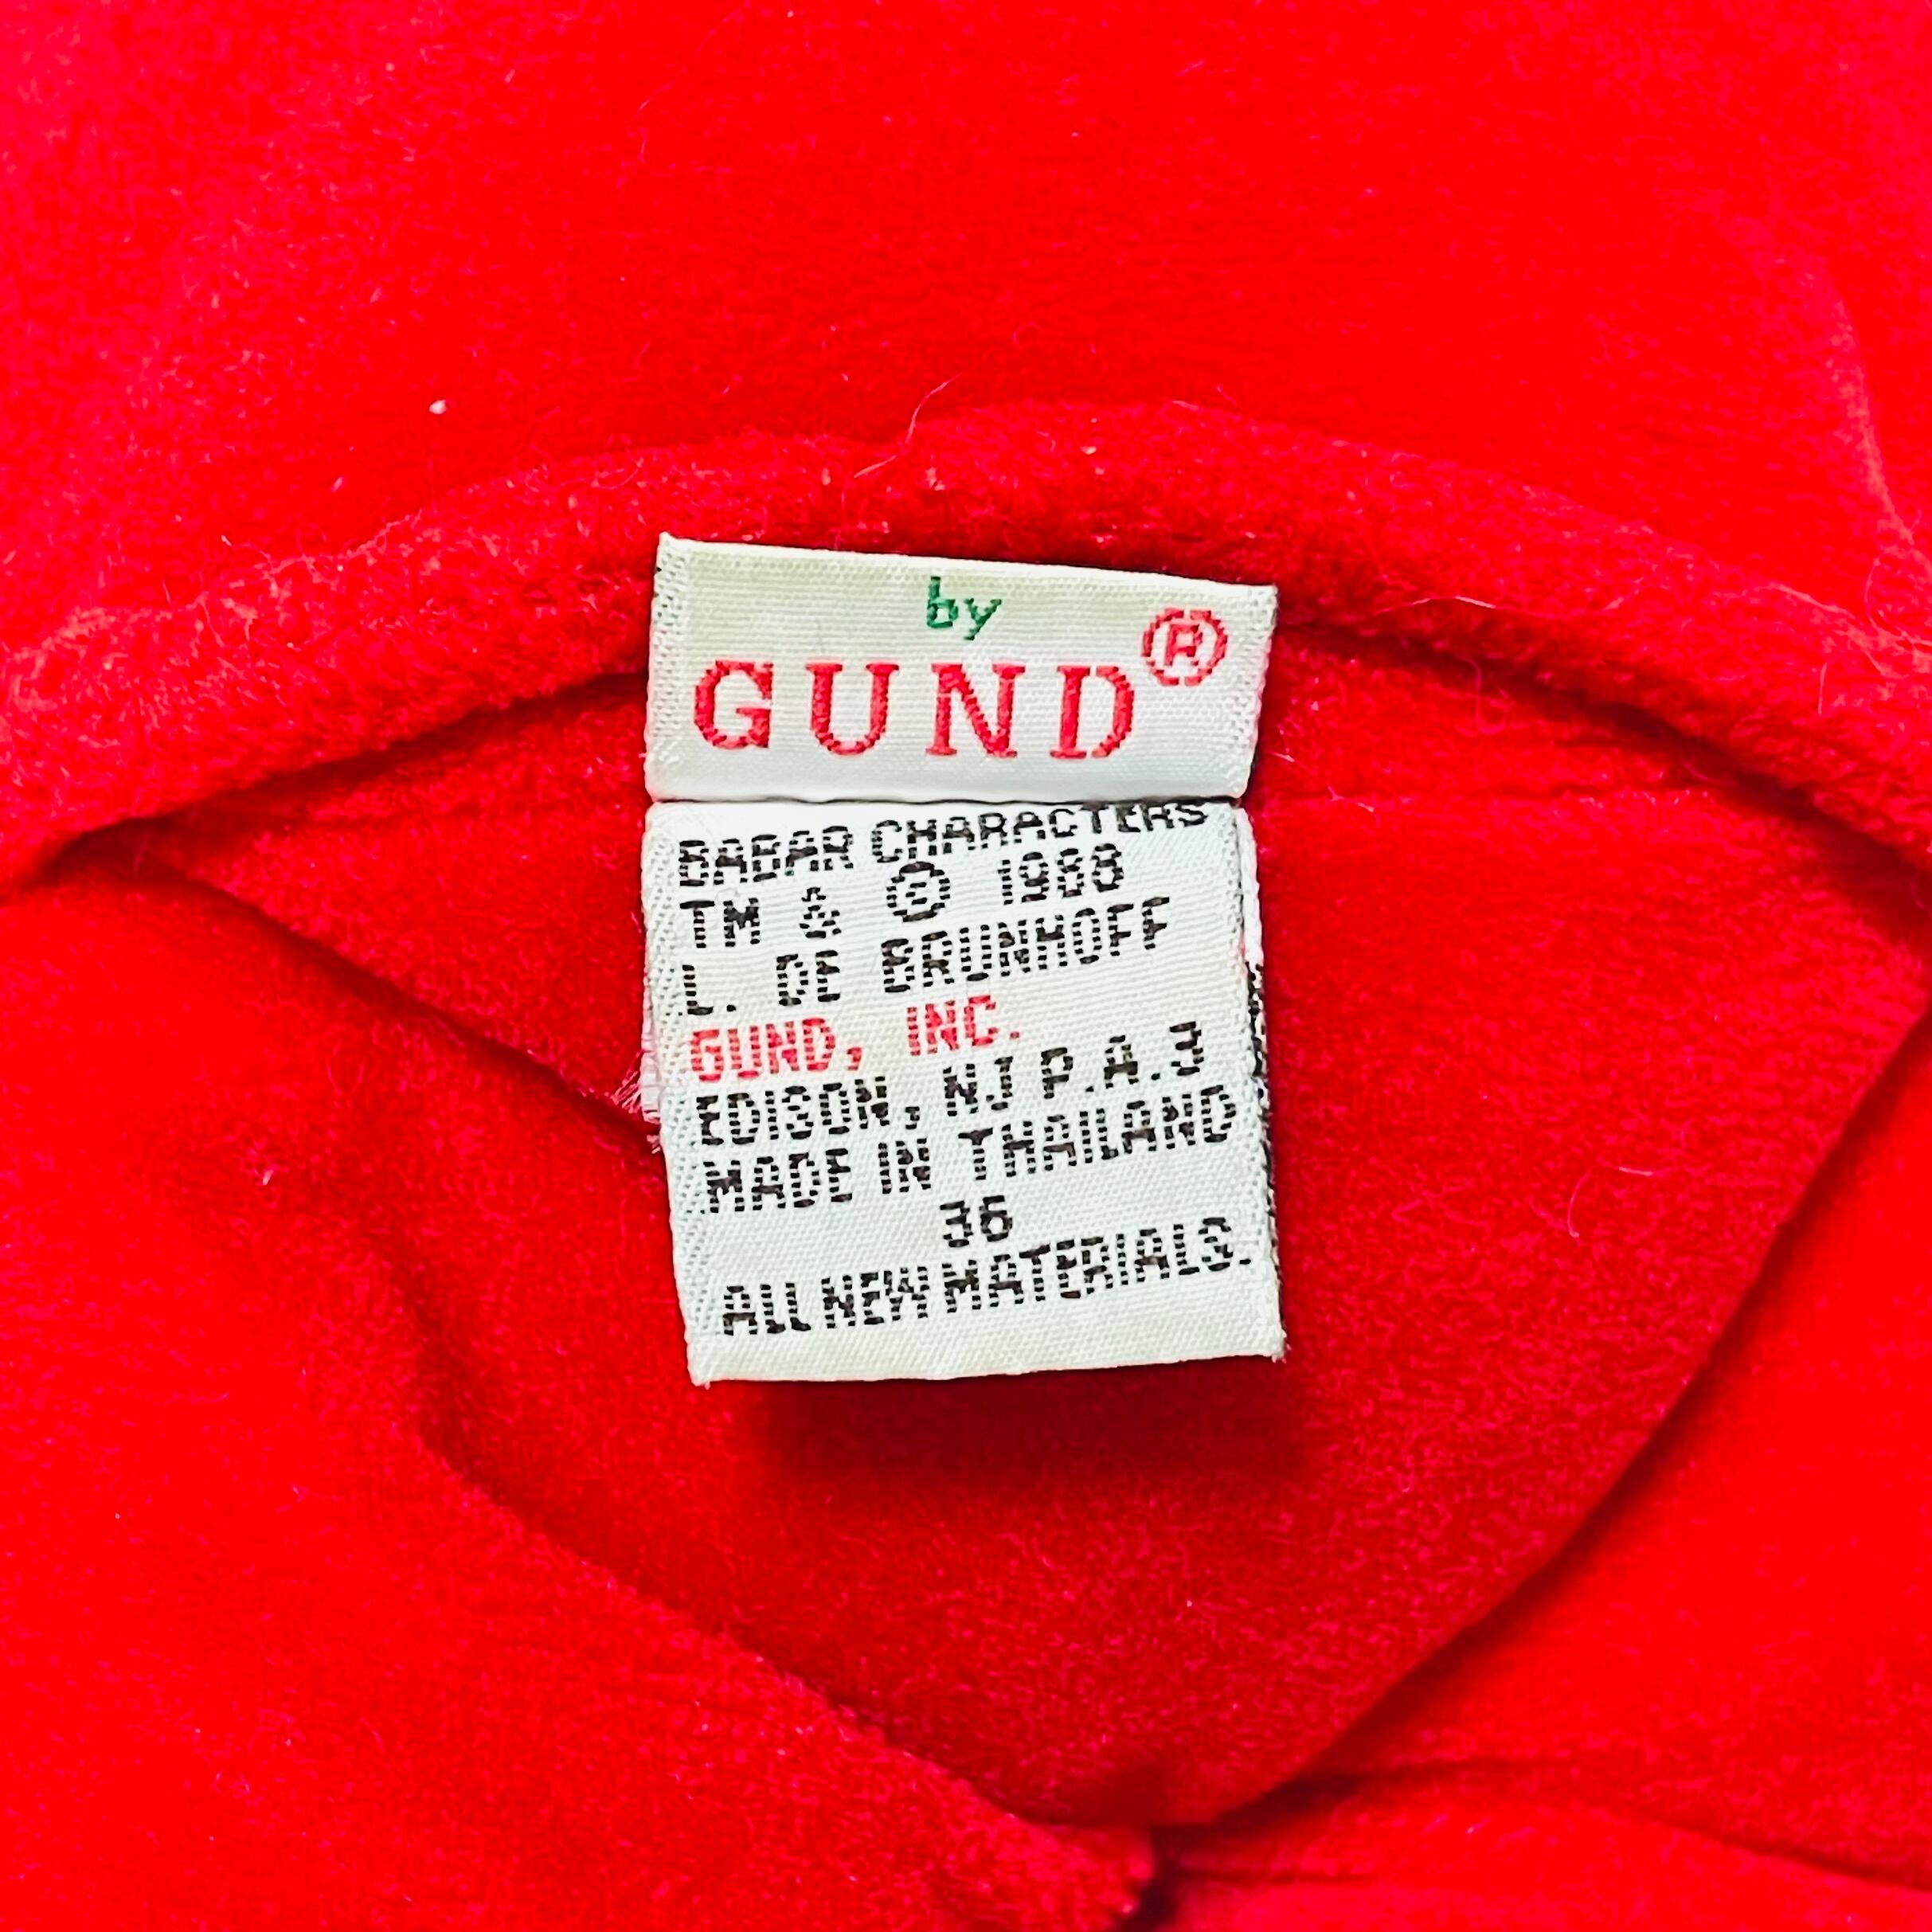 by
GUND®
BABAR CHARACTERS
TM & © 1988
L. DE BRUNHOFF
GUND, INC.
EDISON, NJ P.A.3
MADE IN THAILAND
36
ALL NEW MATERIALS.